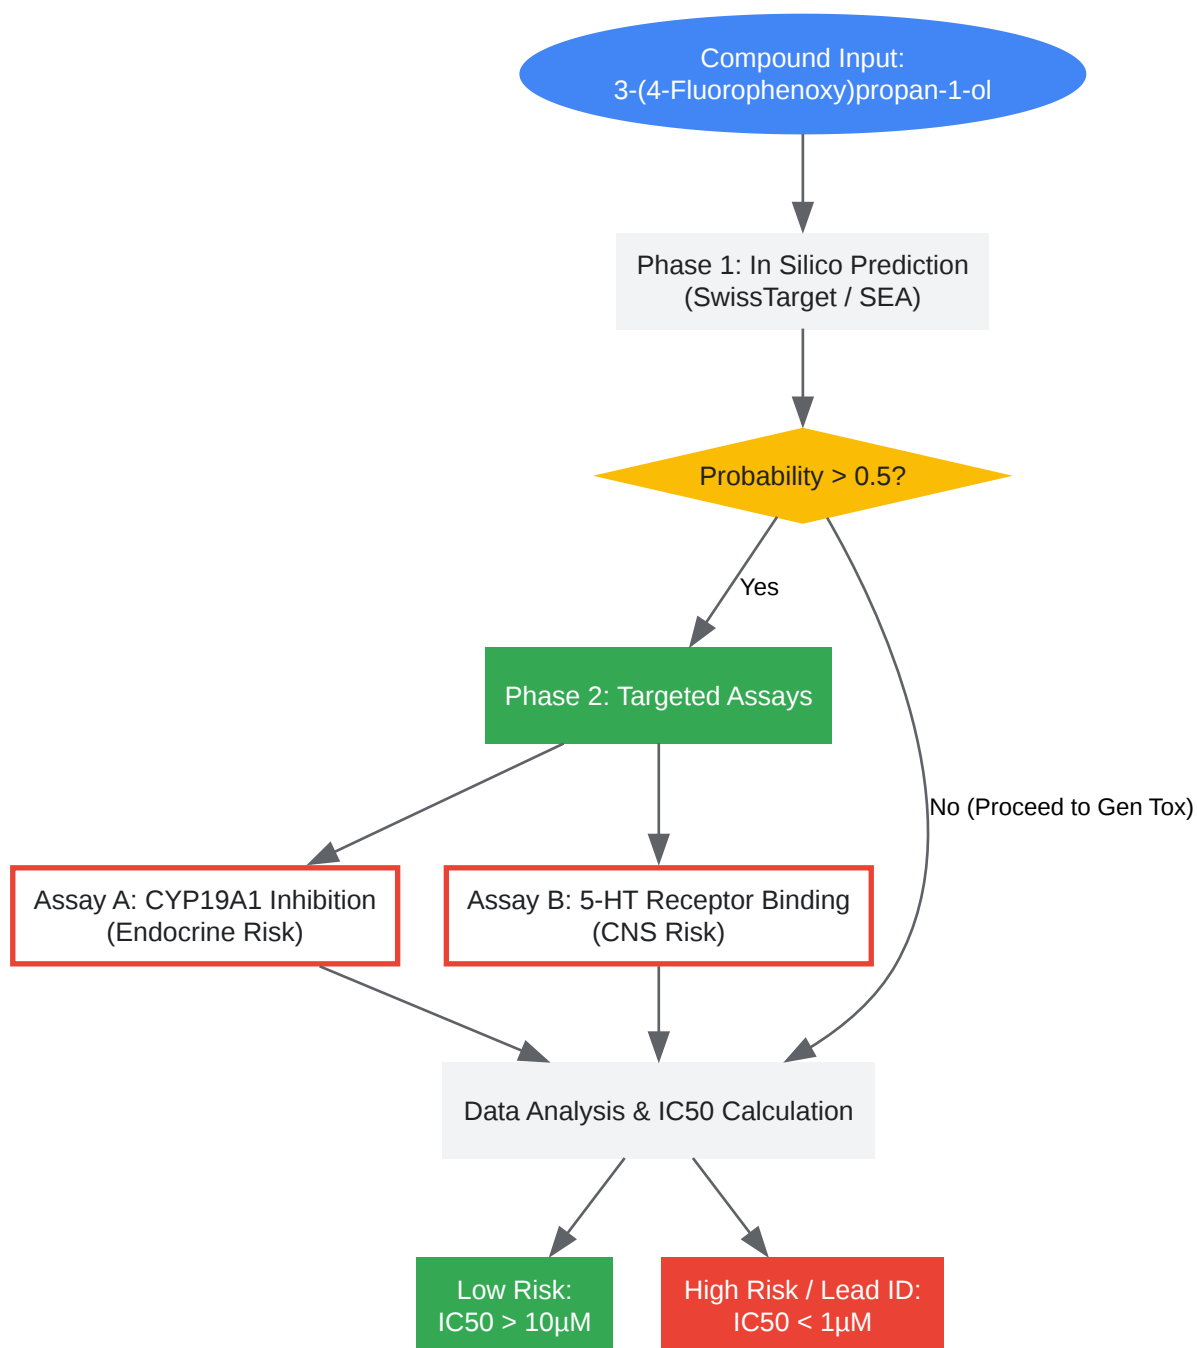 Compound Input:
3-(4-Fluorophenoxy)propan-1-ol
Phase 1: In Silico Prediction
(SwissTarget / SEA)
Probability > 0.5?
Yes
Phase 2: Targeted Assays
No (Proceed to Gen Tox)
Assay A: CYP19A1 Inhibition
(Endocrine Risk)
Assay B: 5-HT Receptor Binding
(CNS Risk)
Data Analysis & IC50 Calculation
Low Risk:
IC50 > 10µM
High Risk / Lead ID:
IC50 < 1µM